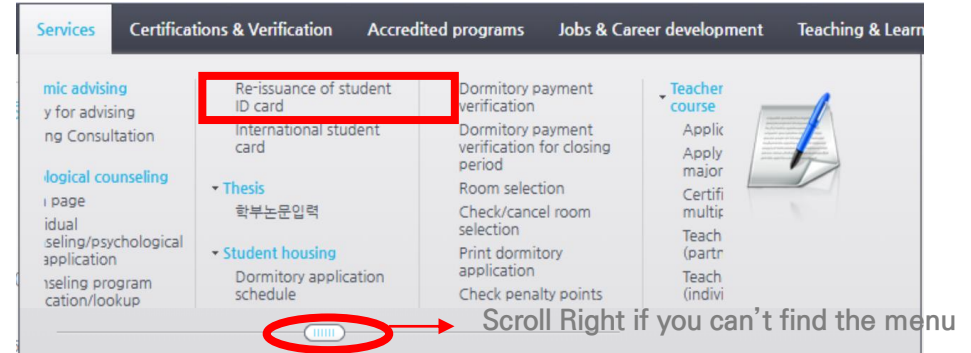 Services Certifications & Verification Accredited programs Jobs & Career development Teaching & Learn
mic advising
y for advising
ng Consultation
logical counseling
page
idual
seling/psychological
application
nseling program
cation/lookup
Re-issuance of student
ID card
International student
card
Thesis
학부논문입력
Student housing
Dormitory application
schedule
Dormitory payment
verification
Dormitory payment
verification for closing
period
Room selection
Check/cancel room
selection
Print dormitory
application
Check penalty points
Teacher
course
Applic
Apply
major
Certifi
multip
Teach
(partr
Teach
(indivi
Scroll Right if you can't find the menu